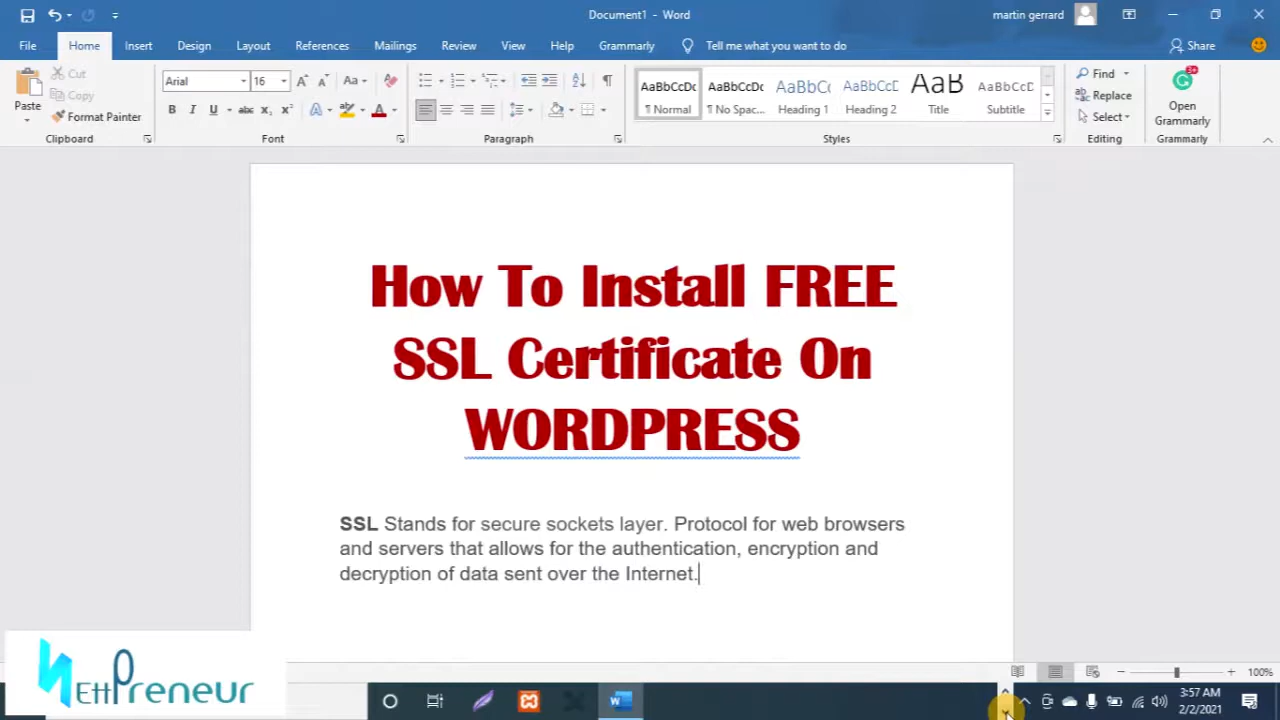 Document1 - Word
martin gerrard
File Home Insert Design Layout References Mailings Review View Help Grammarly Tell me what you want to do Share
Paste
Cut
Copy
Format Painter
Clipboard
Arial 16
Font
Paragraph
AaBbCcDc AaBbCcDc AaBbC( AaBbCcD AaB AaBbCcD
¶ Normal ¶ No Spac... Heading 1 Heading 2 Title Subtitle
Styles
Find
Replace
Select
Editing
Open
Grammarly
Grammarly
How To Install FREE
SSL Certificate On
WORDPRESS
SSL Stands for secure sockets layer. Protocol for web browsers
and servers that allows for the authentication, encryption and
decryption of data sent over the Internet.
100%
NEttPreneur
3:57 AM
2/2/2021